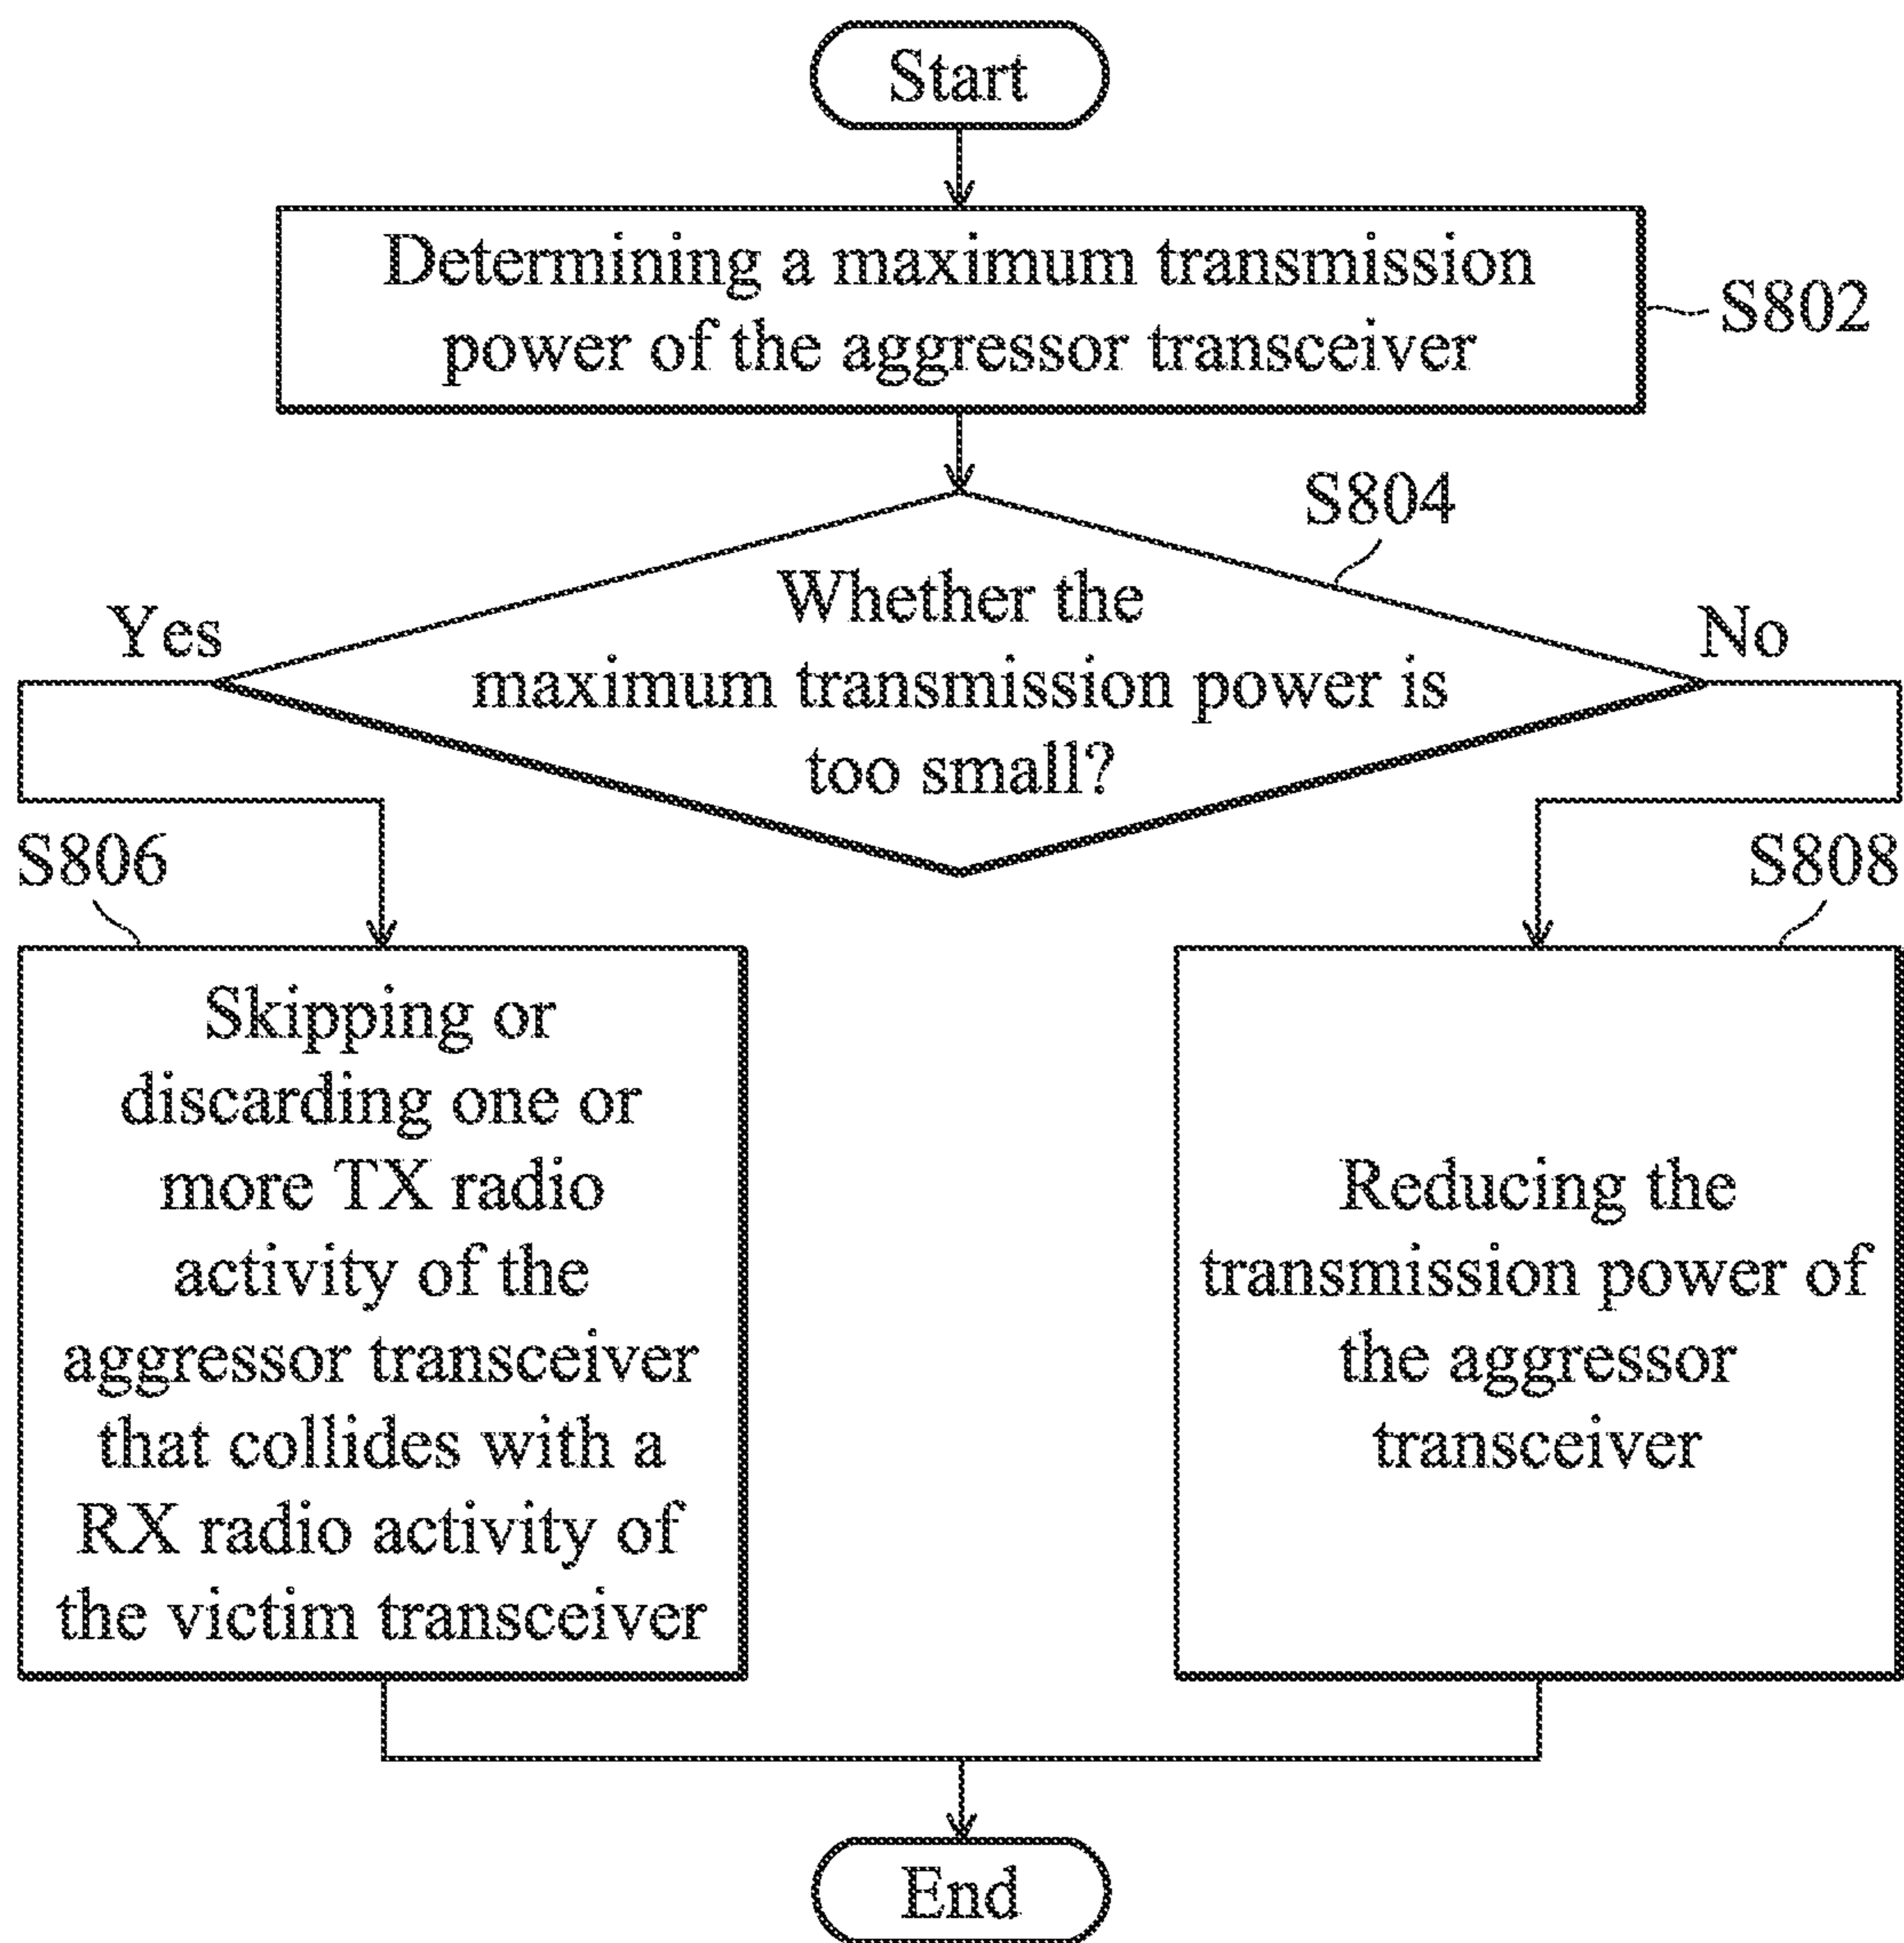 Start
Determining a maximum transmission
power of the aggressor transceiver
S802
S804
Whether the
maximum transmission power is
too small?
Yes
No
S806
Skipping or
discarding one or
more TX radio
activity of the
aggressor transceiver
that collides with a
RX radio activity of
the victim transceiver
S808
Reducing the
transmission power of
the aggressor
transceiver
End